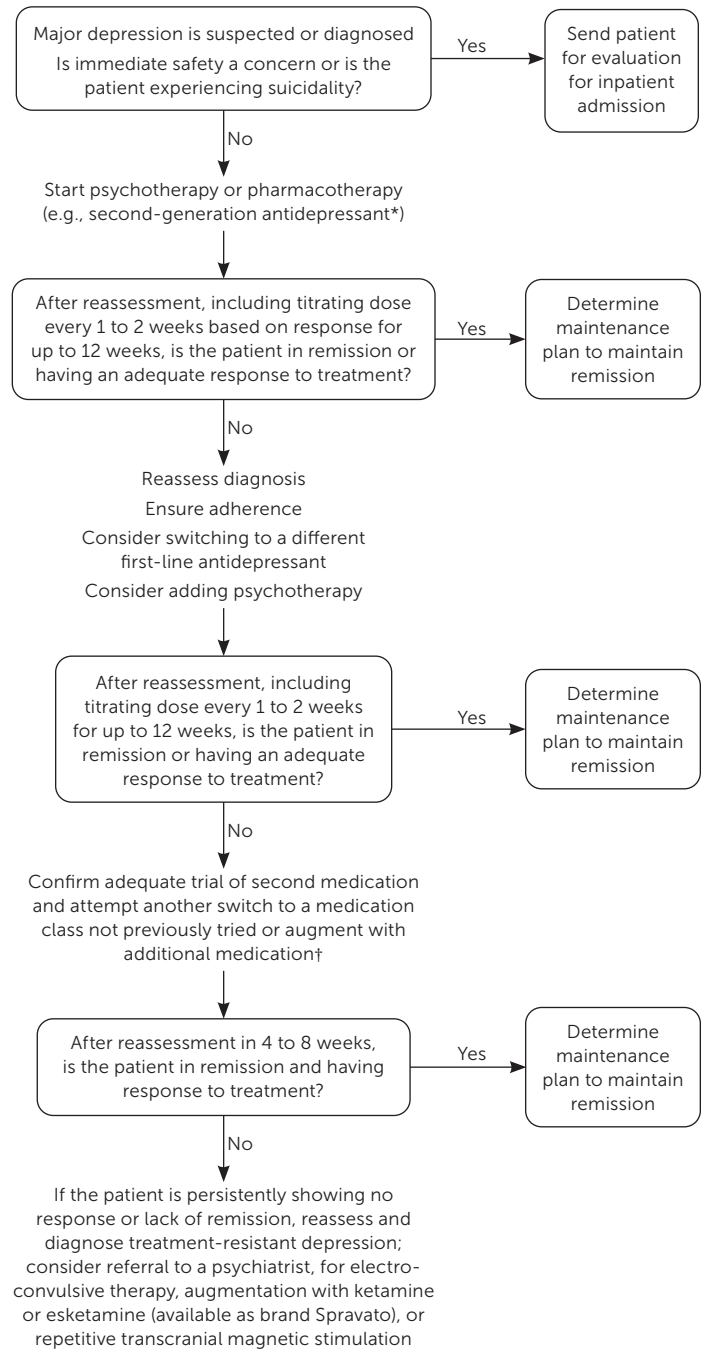 Major depression is suspected or diagnosed
Is immediate safety a concern or is the
patient experiencing suicidality?
Yes
Send patient
for evaluation
for inpatient
admission
No
Start psychotherapy or pharmacotherapy
(e.g., second-generation antidepressant*)
After reassessment, including titrating dose
every 1 to 2 weeks based on response for
up to 12 weeks, is the patient in remission or
having an adequate response to treatment?
Yes
Determine
maintenance
plan to maintain
remission
No
Reassess diagnosis
Ensure adherence
Consider switching to a different
first-line antidepressant
Consider adding psychotherapy
After reassessment, including
titrating dose every 1 to 2 weeks
for up to 12 weeks, is the patient in
remission or having an adequate
response to treatment?
Yes
Determine
maintenance
plan to maintain
remission
No
Confirm adequate trial of second medication
and attempt another switch to a medication
class not previously tried or augment with
additional medication†
After reassessment in 4 to 8 weeks,
is the patient in remission and having
response to treatment?
Yes
Determine
maintenance
plan to maintain
remission
No
If the patient is persistently showing no
response or lack of remission, reassess and
diagnose treatment-resistant depression;
consider referral to a psychiatrist, for electro-
convulsive therapy, augmentation with ketamine
or esketamine (available as brand Spravato), or
repetitive transcranial magnetic stimulation